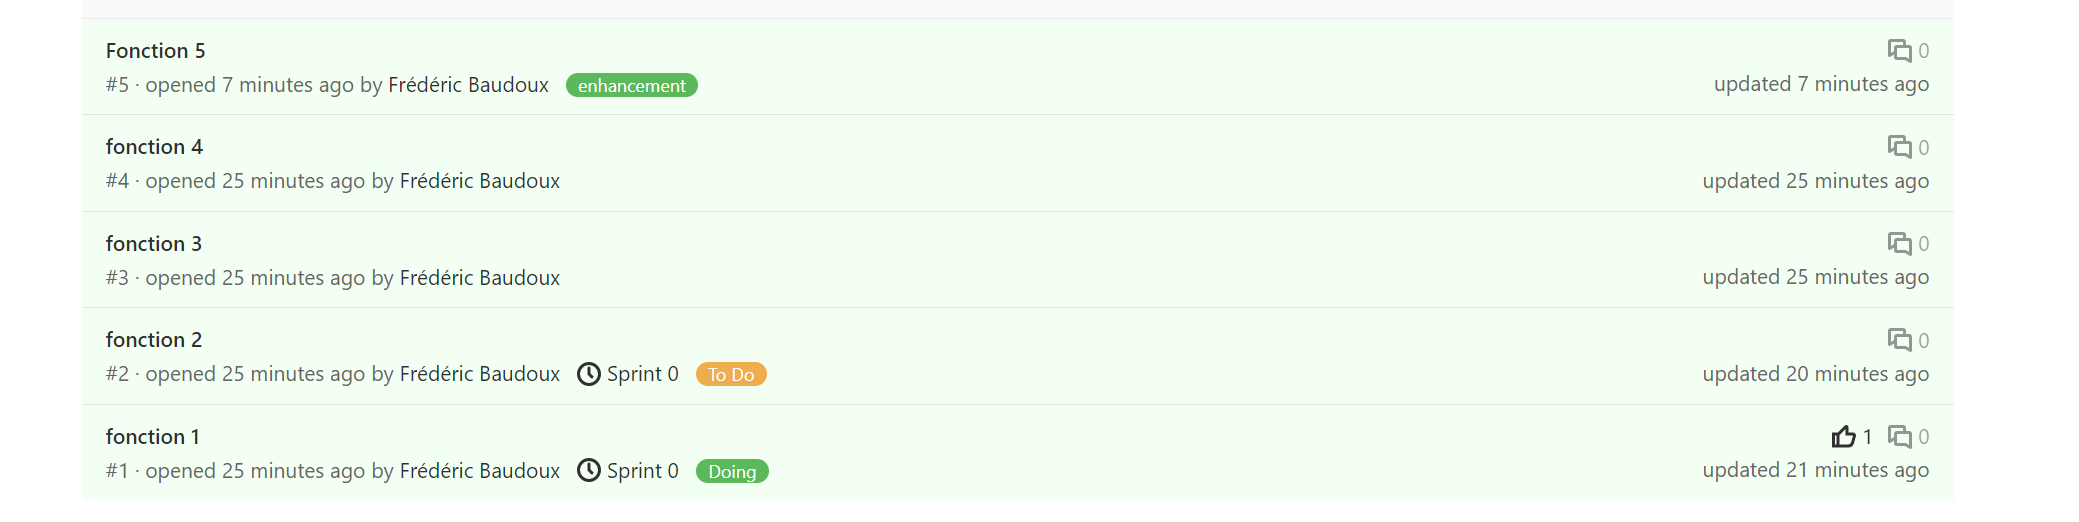 Fonction 5
0
#5 · opened 7 minutes ago by Frédéric Baudoux enhancement
updated 7 minutes ago
fonction 4
0
#4 · opened 25 minutes ago by Frédéric Baudoux
updated 25 minutes ago
fonction 3
0
#3 · opened 25 minutes ago by Frédéric Baudoux
updated 25 minutes ago
fonction 2
0
#2 · opened 25 minutes ago by Frédéric Baudoux Sprint 0 To Do
updated 20 minutes ago
fonction 1
1 0
#1 · opened 25 minutes ago by Frédéric Baudoux Sprint 0 Doing
updated 21 minutes ago